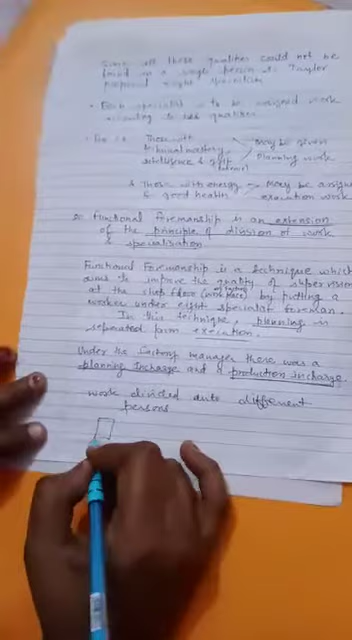 Since all these qualities could not be
found in a single person so Taylor
proposed eight specialists
• Each specialist is to be assigned work
according to his qualities
Those with
technical mastery
intelligence & grit
May be given
Planning work
& Those with energy
& good health
May be assigned
execution work
Functional foremanship is an extension
of the principle of division of work
& specialisation
Functional Foremanship is a technique which
aims to improve the quality of supervision
at the shop floor (work place) by putting a
worker under eight specialist foreman.
In this technique, planning is
separated from execution.
Under the factory manager there was a
planning Incharge and a production incharge.
work divided into different
persons